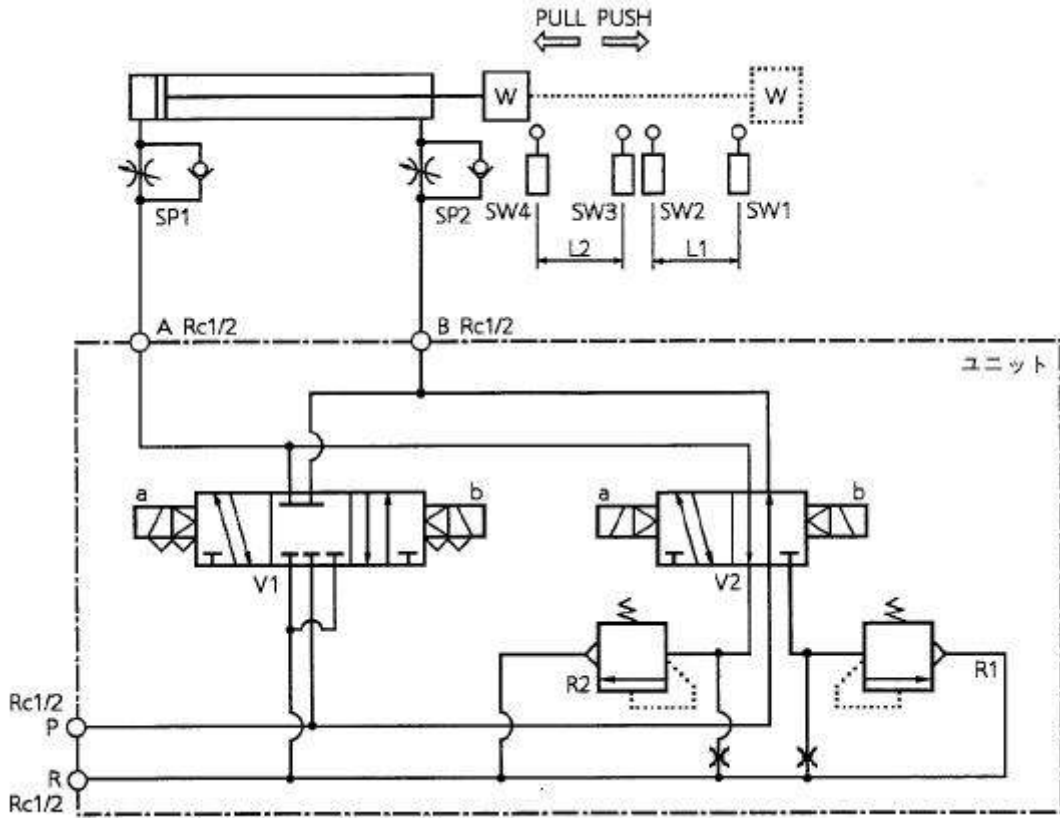 PULL PUSH
W
W
SP1
SP2
SW4
SW3
SW2
SW1
L2
L1
A Rc1/2
B Rc1/2
ユニット
a
b
a
b
V1
V2
R2
R1
Rc1/2
P
R
Rc1/2